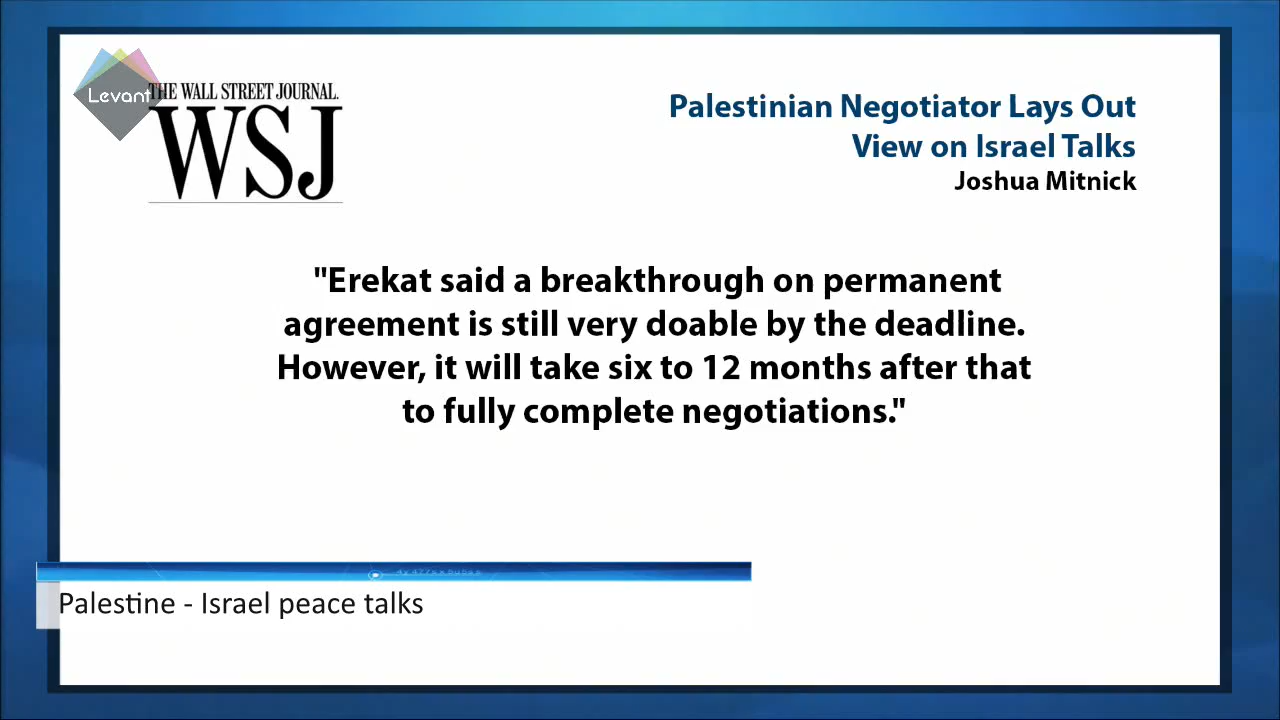 Levant
THE WALL STREET JOURNAL.
WSJ
Palestinian Negotiator Lays Out
View on Israel Talks
Joshua Mitnick
"Erekat said a breakthrough on permanent
agreement is still very doable by the deadline.
However, it will take six to 12 months after that
to fully complete negotiations."
Palestine - Israel peace talks